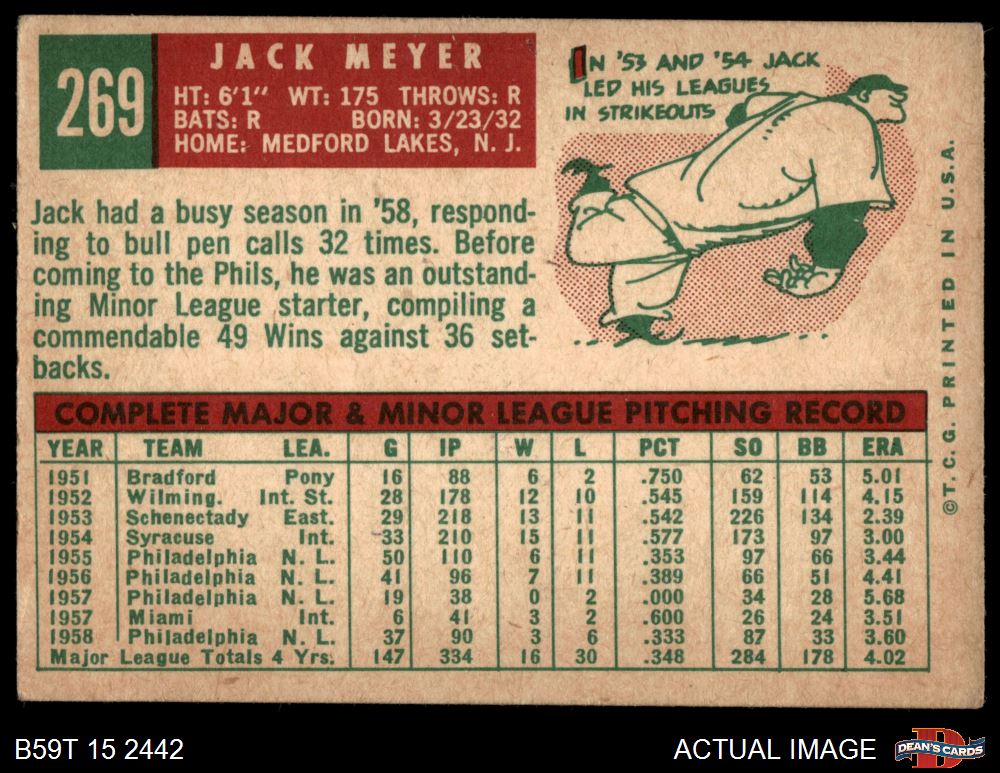 269
JACK MEYER
HT: 6'1" WT: 175 THROWS: R
BATS: R BORN: 3/23/32
HOME: MEDFORD LAKES, N. J.
IN '53 AND '54 JACK
LED HIS LEAGUES
IN STRIKEOUTS
Jack had a busy season in '58, respond-
ing to bull pen calls 32 times. Before
coming to the Phils, he was an outstand-
ing Minor League starter, compiling a
commendable 49 Wins against 36 set-
backs.
COMPLETE MAJOR & MINOR LEAGUE PITCHING RECORD
YEAR TEAM LEA. G IP W L PCT SO BB ERA
1951 Bradford Pony 16 88 6 2 .750 62 53 5.01
1952 Wilming. Int. St. 28 178 12 10 .545 159 114 4.15
1953 Schenectady East. 29 218 13 11 .542 226 134 2.39
1954 Syracuse Int. 33 210 15 11 .577 173 97 3.00
1955 Philadelphia N. L. 50 110 6 11 .353 97 66 3.44
1956 Philadelphia N. L. 41 96 7 11 .389 66 51 4.41
1957 Philadelphia N. L. 19 38 0 2 .000 34 28 5.68
1957 Miami Int. 6 41 3 2 .600 26 24 3.51
1958 Philadelphia N. L. 37 90 3 6 .333 87 33 3.60
Major League Totals 4 Yrs. 147 334 16 30 .348 284 178 4.02
©T. C. G. PRINTED IN U.S.A.
B59T 15 2442
ACTUAL IMAGE
D
DEAN'S CARDS